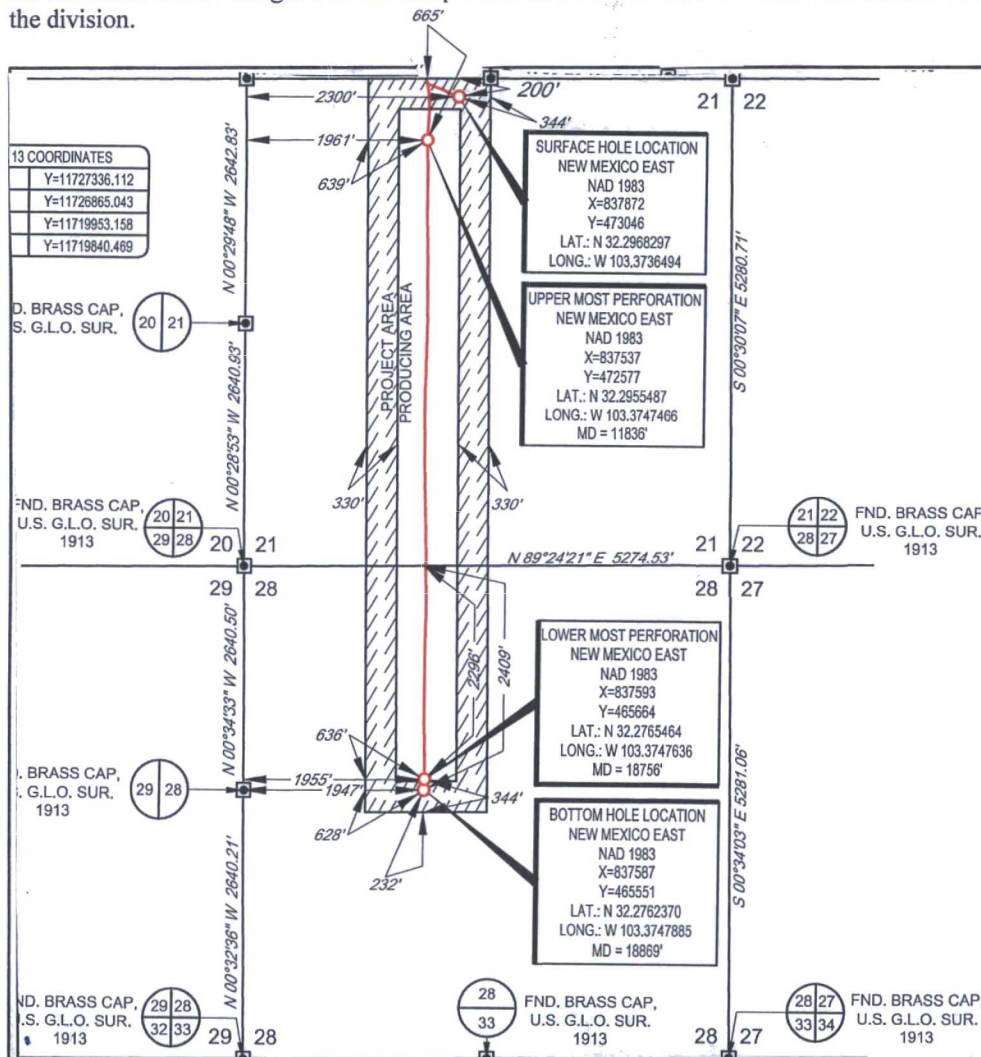 the division.
665'
2300'
200'
21 22
344'
1961'
639'
13 COORDINATES
Y=11727336.112
Y=11726865.043
Y=11719953.158
Y=11719840.469
N 00°29'48" W 2642.83'
SURFACE HOLE LOCATION
NEW MEXICO EAST
NAD 1983
X=837872
Y=473046
LAT.: N 32.2968297
LONG.: W 103.3736494
S 00°30'07" E 5280.71'
UPPER MOST PERFORATION
NEW MEXICO EAST
NAD 1983
X=837537
Y=472577
LAT.: N 32.2955487
LONG.: W 103.3747466
MD = 11836'
D. BRASS CAP,
S. G.L.O. SUR.
20 21
PROJECT AREA
PRODUCING AREA
N 00°28'53" W 2640.93'
330'
330'
FND. BRASS CAP,
U.S. G.L.O. SUR.
1913
20 21
29 28
20 21
29 28
N 89°24'21" E 5274.53'
21 22
28 27
21 22
28 27
FND. BRASS CAP,
U.S. G.L.O. SUR.
1913
N 00°34'33" W 2640.50'
2296'
2409'
LOWER MOST PERFORATION
NEW MEXICO EAST
NAD 1983
X=837593
Y=465664
LAT.: N 32.2765464
LONG.: W 103.3747636
MD = 18756'
S 00°34'03" E 5281.06'
636'
1955'
1947'
344'
628'
232'
. BRASS CAP,
. G.L.O. SUR.
1913
29 28
BOTTOM HOLE LOCATION
NEW MEXICO EAST
NAD 1983
X=837587
Y=465551
LAT.: N 32.2762370
LONG.: W 103.3747885
MD = 18869'
N 00°32'36" W 2640.21'
ND. BRASS CAP,
U.S. G.L.O. SUR.
1913
29 28
32 33
29 28
28
33
FND. BRASS CAP,
U.S. G.L.O. SUR.
1913
28 27
28 27
33 34
FND. BRASS CAP,
U.S. G.L.O. SUR.
1913